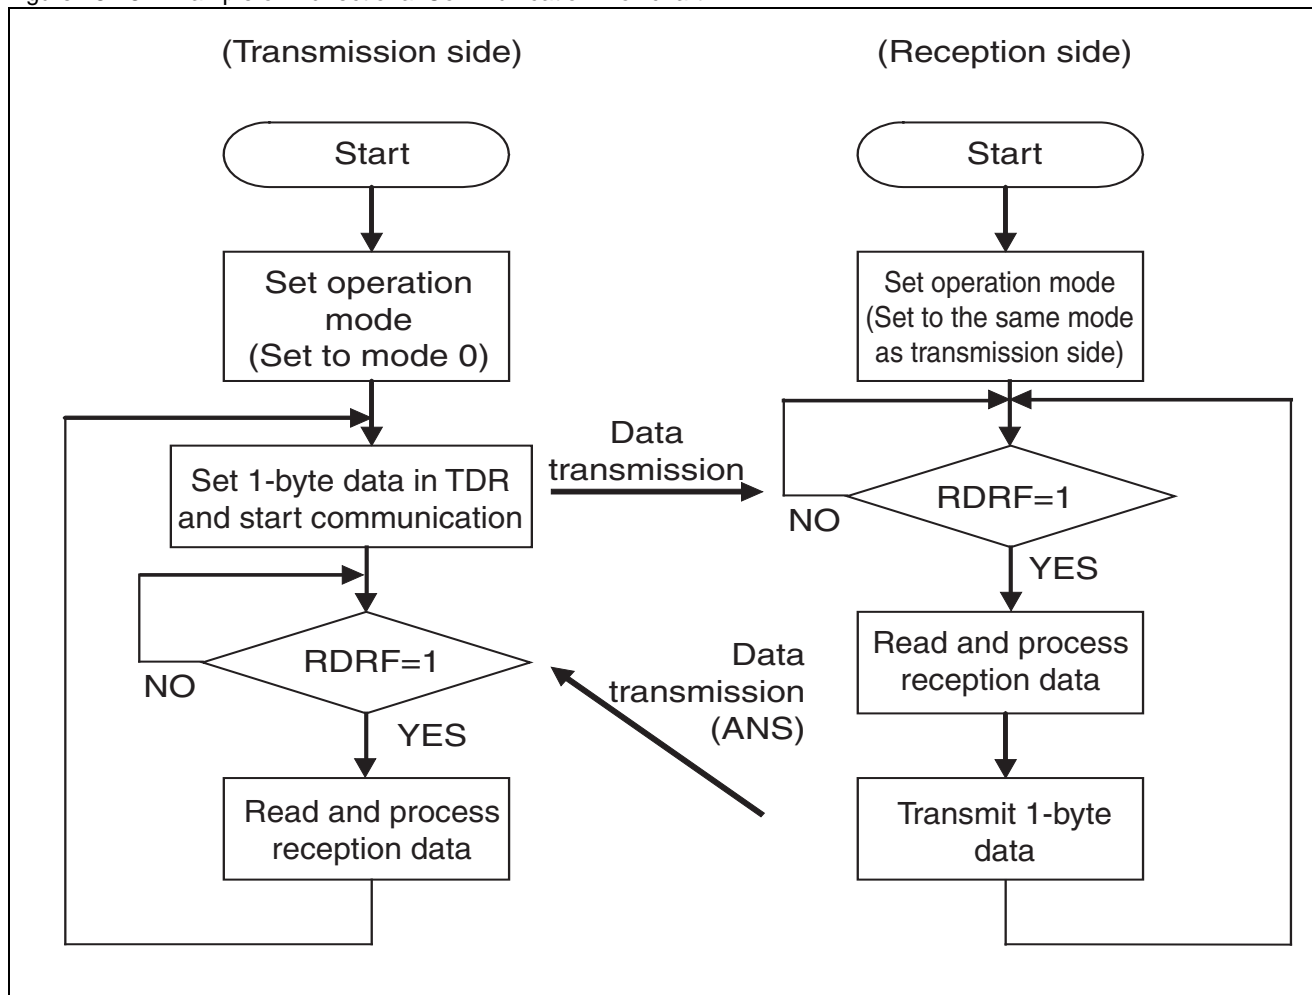 (Transmission side)
Start
Set operation
mode
(Set to mode 0)
Set 1-byte data in TDR
and start communication
RDRF=1
NO
YES
Read and process
reception data
Data
transmission
Data
transmission
(ANS)
(Reception side)
Start
Set operation mode
(Set to the same mode
as transmission side)
RDRF=1
NO
YES
Read and process
reception data
Transmit 1-byte
data